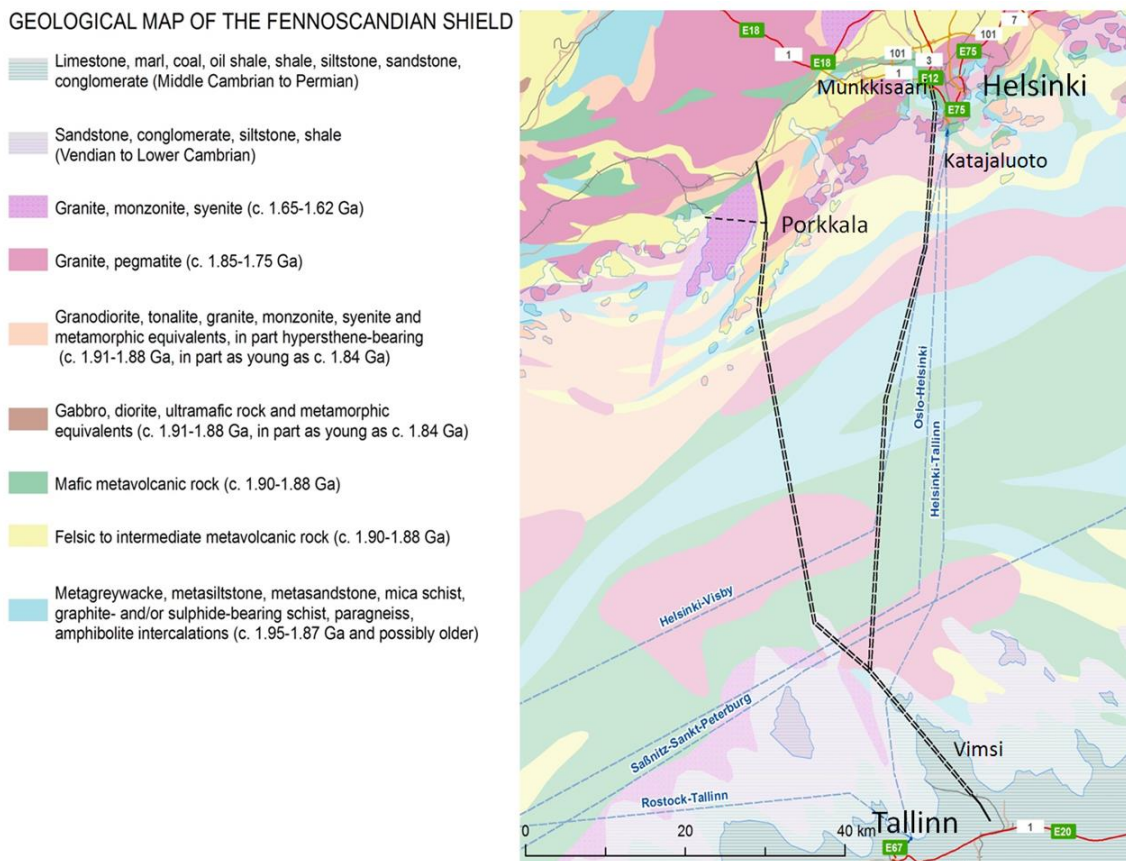 GEOLOGICAL MAP OF THE FENNOSCANDIAN SHIELD
Limestone, marl, coal, oil shale, shale, siltstone, sandstone,
conglomerate (Middle Cambrian to Permian)
Sandstone, conglomerate, siltstone, shale
(Vendian to Lower Cambrian)
Granite, monzonite, syenite (c. 1.65-1.62 Ga)
Granite, pegmatite (c. 1.85-1.75 Ga)
Granodiorite, tonalite, granite, monzonite, syenite and
metamorphic equivalents, in part hypersthene-bearing
(c. 1.91-1.88 Ga, in part as young as c. 1.84 Ga)
Gabbro, diorite, ultramafic rock and metamorphic
equivalents (c. 1.91-1.88 Ga, in part as young as c. 1.84 Ga)
Mafic metavolcanic rock (c. 1.90-1.88 Ga)
Felsic to intermediate metavolcanic rock (c. 1.90-1.88 Ga)
Metagreywacke, metasiltstone, metasandstone, mica schist,
graphite- and/or sulphide-bearing schist, paragneiss,
amphibolite intercalations (c. 1.95-1.87 Ga and possibly older)
7
E18
101
1
101
E75
E18
3
1
E12
Munkkisaari
Helsinki
E75
Katajaluoto
Porkkala
Oslo-Helsinki
Helsinki-Tallinn
Helsinki-Visby
Saßnitz-Sankt-Peterburg
Vimsi
Rostock-Tallinn
0
20
40 km
Tallinn
1
E20
E67